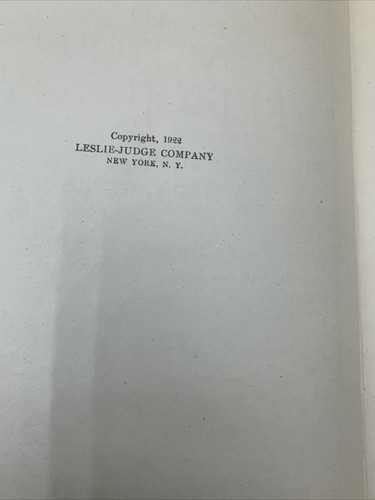 Copyright, 1922
LESLIE-JUDGE COMPANY
NEW YORK, N. Y.